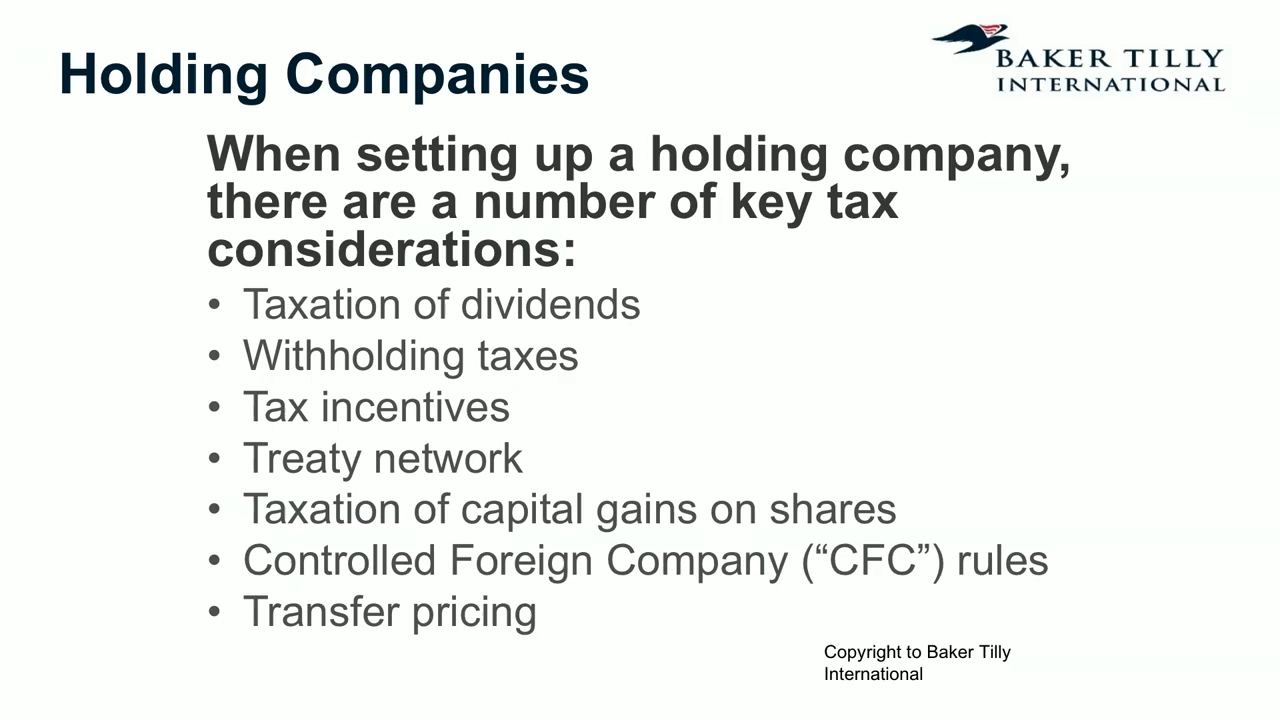 Holding Companies
BAKER TILLY
INTERNATIONAL
When setting up a holding company,
there are a number of key tax
considerations:
• Taxation of dividends
• Withholding taxes
• Tax incentives
• Treaty network
• Taxation of capital gains on shares
• Controlled Foreign Company (“CFC”) rules
• Transfer pricing
Copyright to Baker Tilly
International